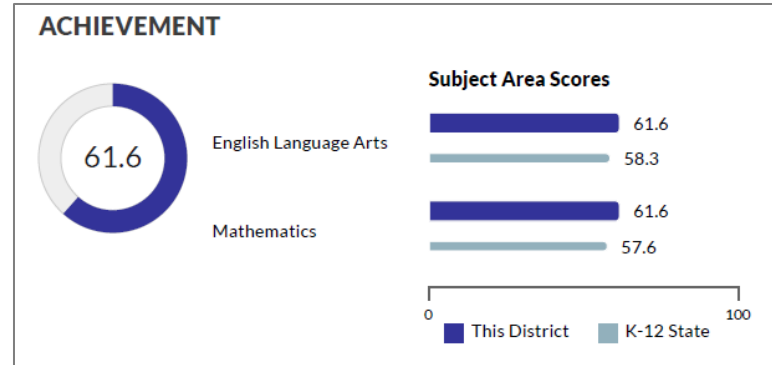 ACHIEVEMENT
61.6
Subject Area Scores
English Language Arts
61.6
58.3
Mathematics
61.6
57.6
0
100
This District
K-12 State